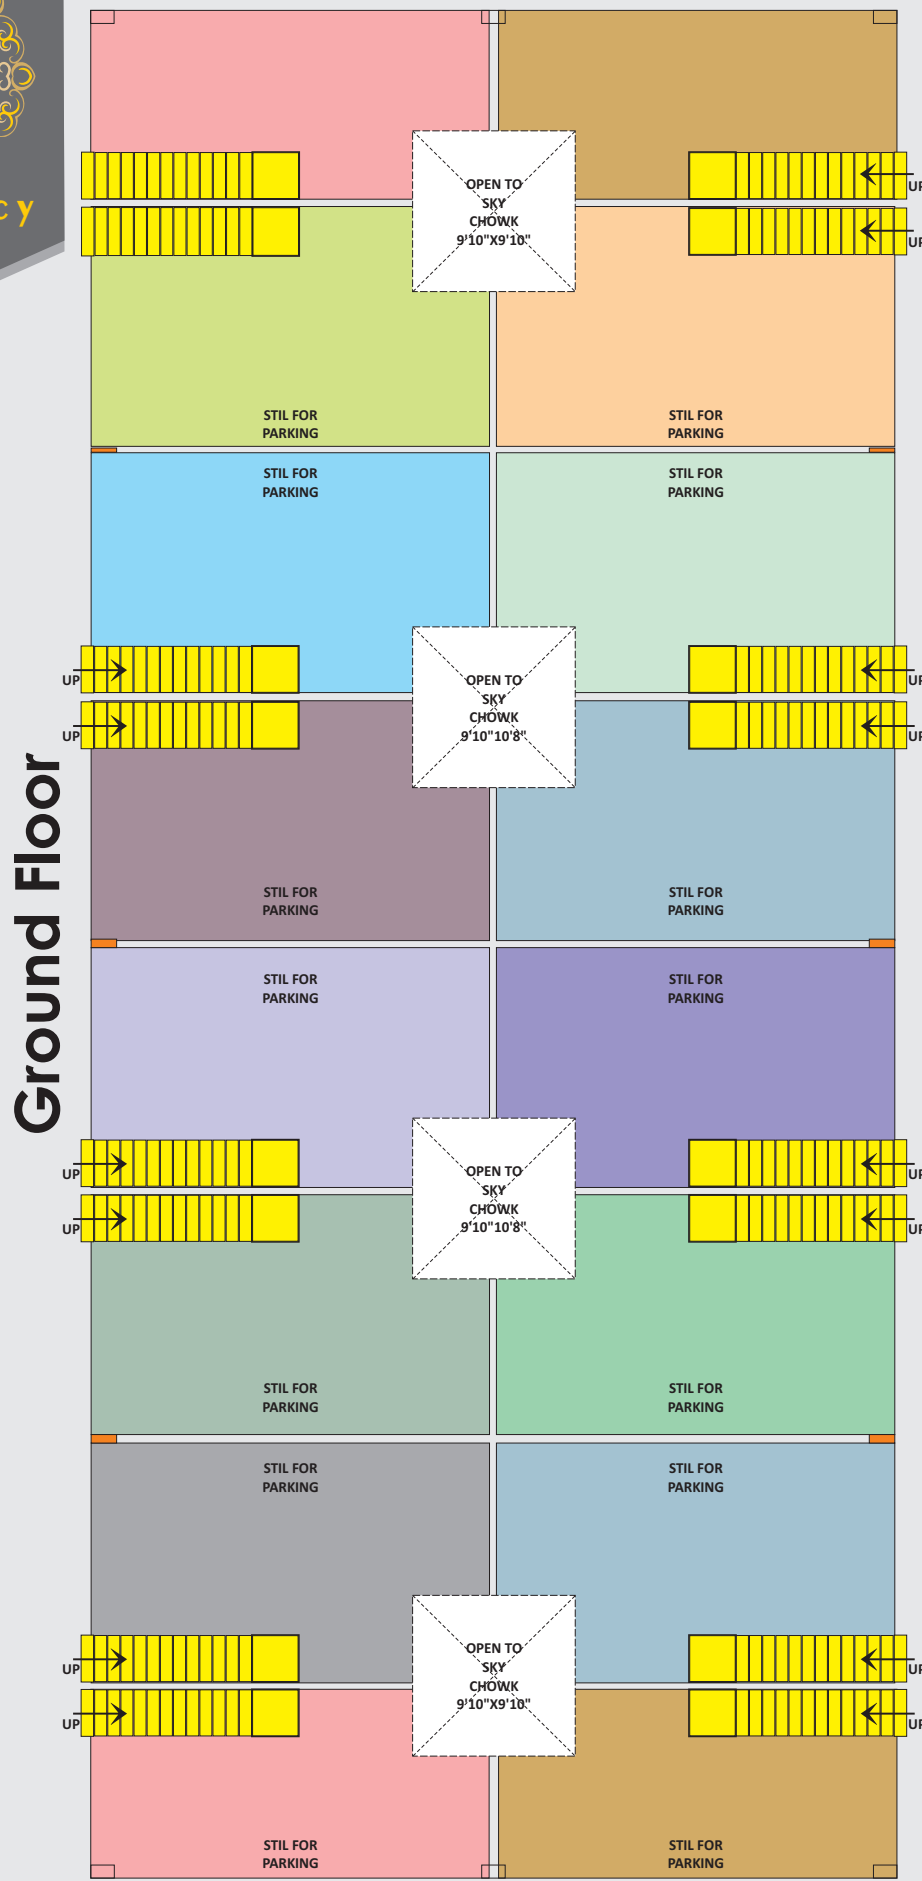 cy
OPEN TO
SKY
CHOWK
9'10"X9'10"
UP
UP
STIL FOR
PARKING
STIL FOR
PARKING
STIL FOR
PARKING
STIL FOR
PARKING
OPEN TO
SKY
CHOWK
9'10"10'8"
UP
UP
UP
UP
Ground Floor
STIL FOR
PARKING
STIL FOR
PARKING
STIL FOR
PARKING
STIL FOR
PARKING
OPEN TO
SKY
CHOWK
9'10"10'8"
UP
UP
UP
UP
STIL FOR
PARKING
STIL FOR
PARKING
STIL FOR
PARKING
STIL FOR
PARKING
OPEN TO
SKY
CHOWK
9'10"X9'10"
UP
UP
UP
UP
STIL FOR
PARKING
STIL FOR
PARKING